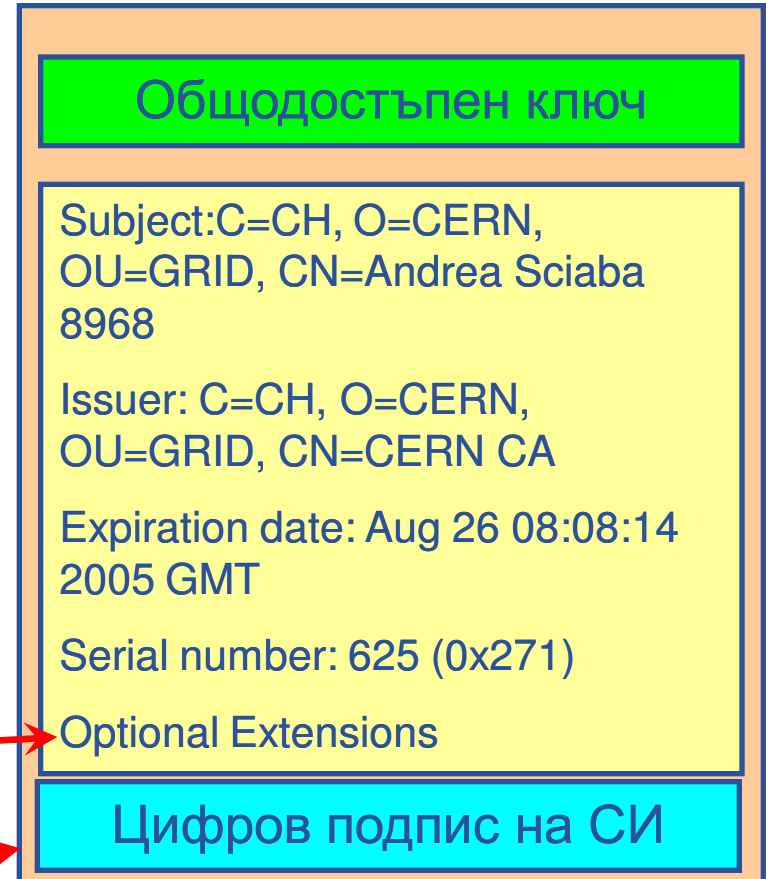 Общодостъпен ключ
Subject:C=CH, O=CERN,
OU=GRID, CN=Andrea Sciaba
8968
Issuer: C=CH, O=CERN,
OU=GRID, CN=CERN CA
Expiration date: Aug 26 08:08:14
2005 GMT
Serial number: 625 (0x271)
Optional Extensions
Цифров подпис на СИ